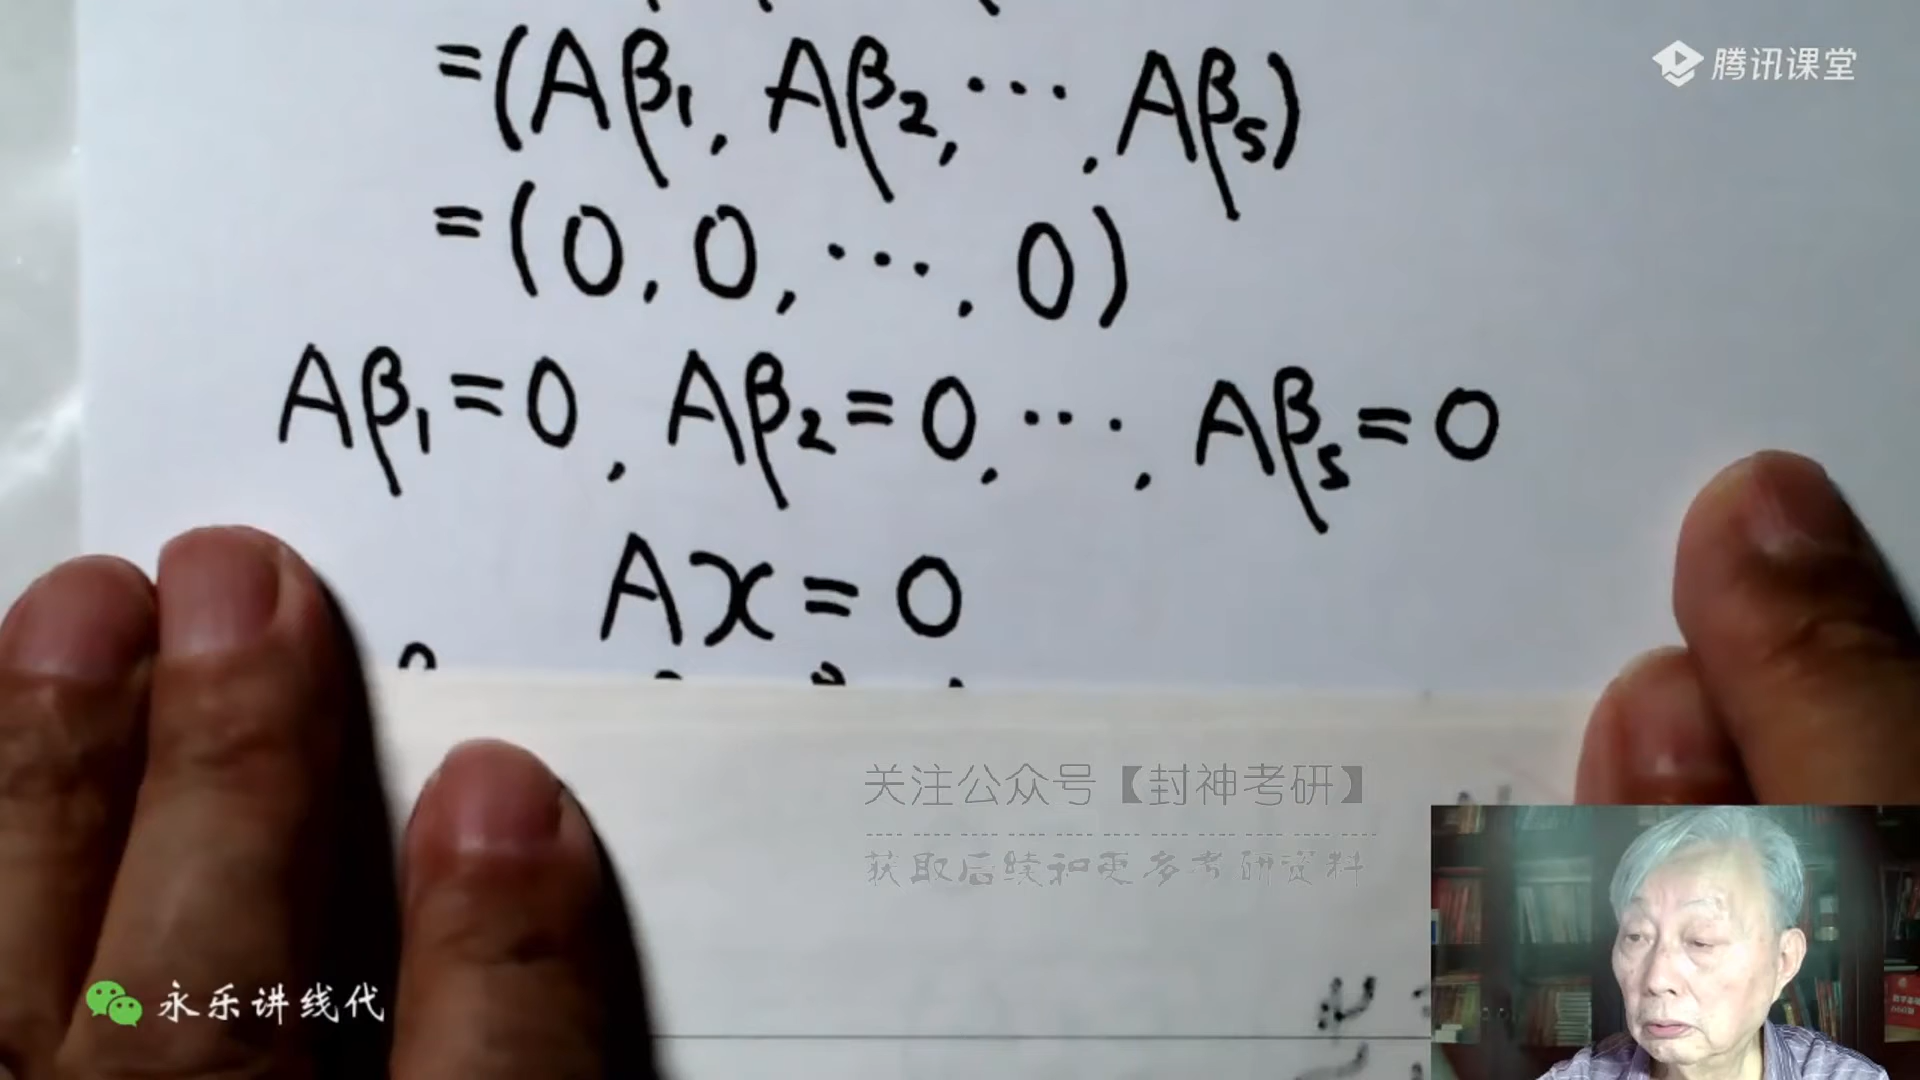 =(Aβ₁, Aβ₂, ···, Aβₛ)
=(0, 0, ···, 0)
Aβ₁=0, Aβ₂=0, ···, Aβₛ=0
Ax=0
腾讯课堂
关注公众号【封神考研】
获取后续和更多考研资料
永乐讲线代